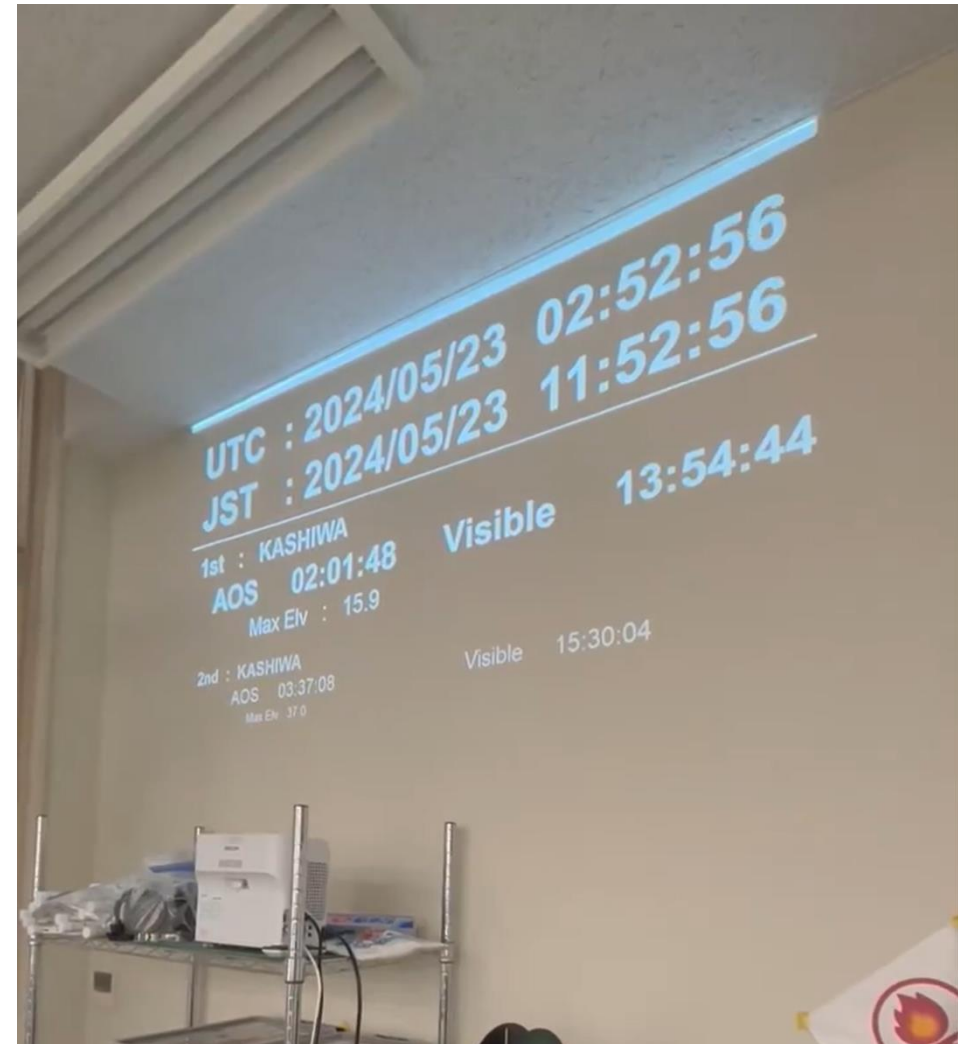 UTC : 2024/05/23 02:52:56
JST : 2024/05/23 11:52:56
1st : KASHIWA
AOS 02:01:48 Visible 13:54:44
Max Elv : 15.9
2nd : KASHIWA
AOS 03:37:08 Visible 15:30:04
Max Elv 37.0